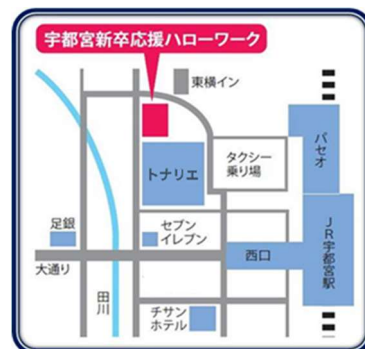 宇都宮新卒応援ハローワーク
東横イン
パセオ
タクシー
乗り場
トナリエ
足銀
セブン
イレブン
JR宇都宮駅
西口
大通り
田川
チサン
ホテル